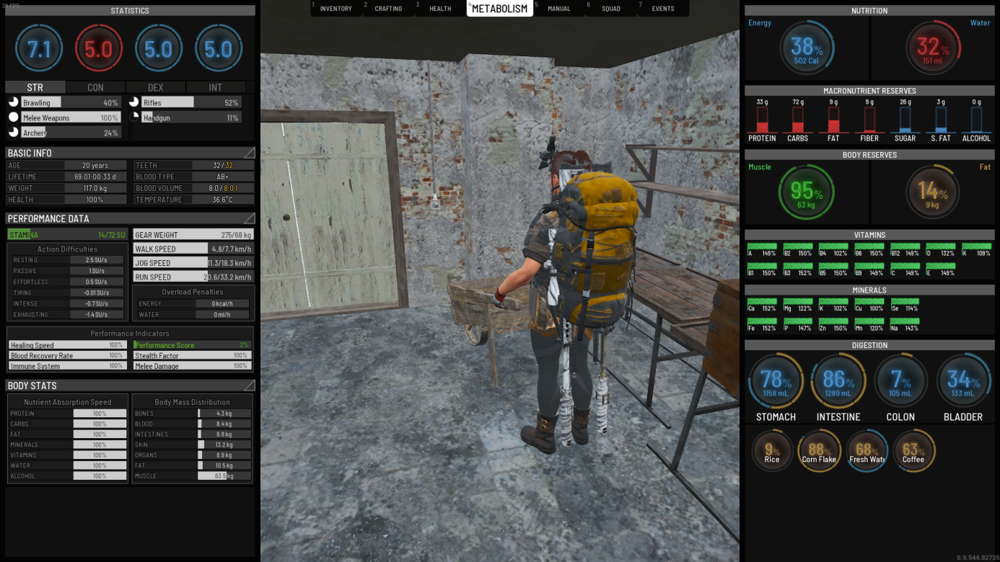 30 FPS
1 INVENTORY 2 CRAFTING 3 HEALTH 4 METABOLISM 5 MANUAL 6 SQUAD 7 EVENTS
STATISTICS
7.1 5.0 5.0 5.0
STR CON DEX INT
Brawling 40% Rifles 52%
Melee Weapons 100% Handgun 11%
Archery 24%
BASIC INFO
AGE 20 years TEETH 32 / 32
LIFETIME 69:01:00:33 d BLOOD TYPE AB+
WEIGHT 117.0 kg BLOOD VOLUME 8.0 / 8.0 l
HEALTH 100% TEMPERATURE 36.6°C
PERFORMANCE DATA
STAMINA 14/72 SU GEAR WEIGHT 275/68 kg
Action Difficulties WALK SPEED 4.8/7.7 km/h
RESTING 2.5 SU/s JOG SPEED 11.3/18.3 km/h
PASSIVE 1 SU/s RUN SPEED 20.6/33.2 km/h
EFFORTLESS 0.5 SU/s Overload Penalties
TIRING -0.01 SU/s ENERGY 0 kcal/h
INTENSE -0.7 SU/s WATER 0 ml/h
EXHAUSTING -1.4 SU/s
Performance Indicators
Healing Speed 100% Performance Score 2%
Blood Recovery Rate 100% Stealth Factor 100%
Immune System 100% Melee Damage 100%
BODY STATS
Nutrient Absorption Speed Body Mass Distribution
PROTEIN 100% BONES 4.3 kg
CARBS 100% BLOOD 8.4 kg
FAT 100% INTESTINES 6.8 kg
MINERALS 100% SKIN 13.2 kg
VITAMINS 100% ORGANS 8.9 kg
WATER 100% FAT 10.5 kg
ALCOHOL 100% MUSCLE 63.5 kg
NUTRITION
Energy Water
38% 32%
502 Cal 151 ml
MACRONUTRIENT RESERVES
33 g 72 g 9 g 9 g 26 g 3 g 0 g
PROTEIN CARBS FAT FIBER SUGAR S. FAT ALCOHOL
BODY RESERVES
Muscle Fat
95% 14%
63 kg 9 kg
VITAMINS
A 149% B2 150% B4 102% B6 150% B12 149% D 132% K 109%
B1 150% B3 152% B5 150% B9 149% C 149% E 149%
MINERALS
Ca 152% Mg 122% K 102% Cu 100% Se 114%
Fe 152% P 147% Zn 150% Mn 120% Na 143%
DIGESTION
78% 86% 7% 34%
1158 mL 1289 mL 105 mL 133 mL
STOMACH INTESTINE COLON BLADDER
9% 88% 68% 63%
Rice Corn Flake Fresh Wate Coffee
0.9.544.82725